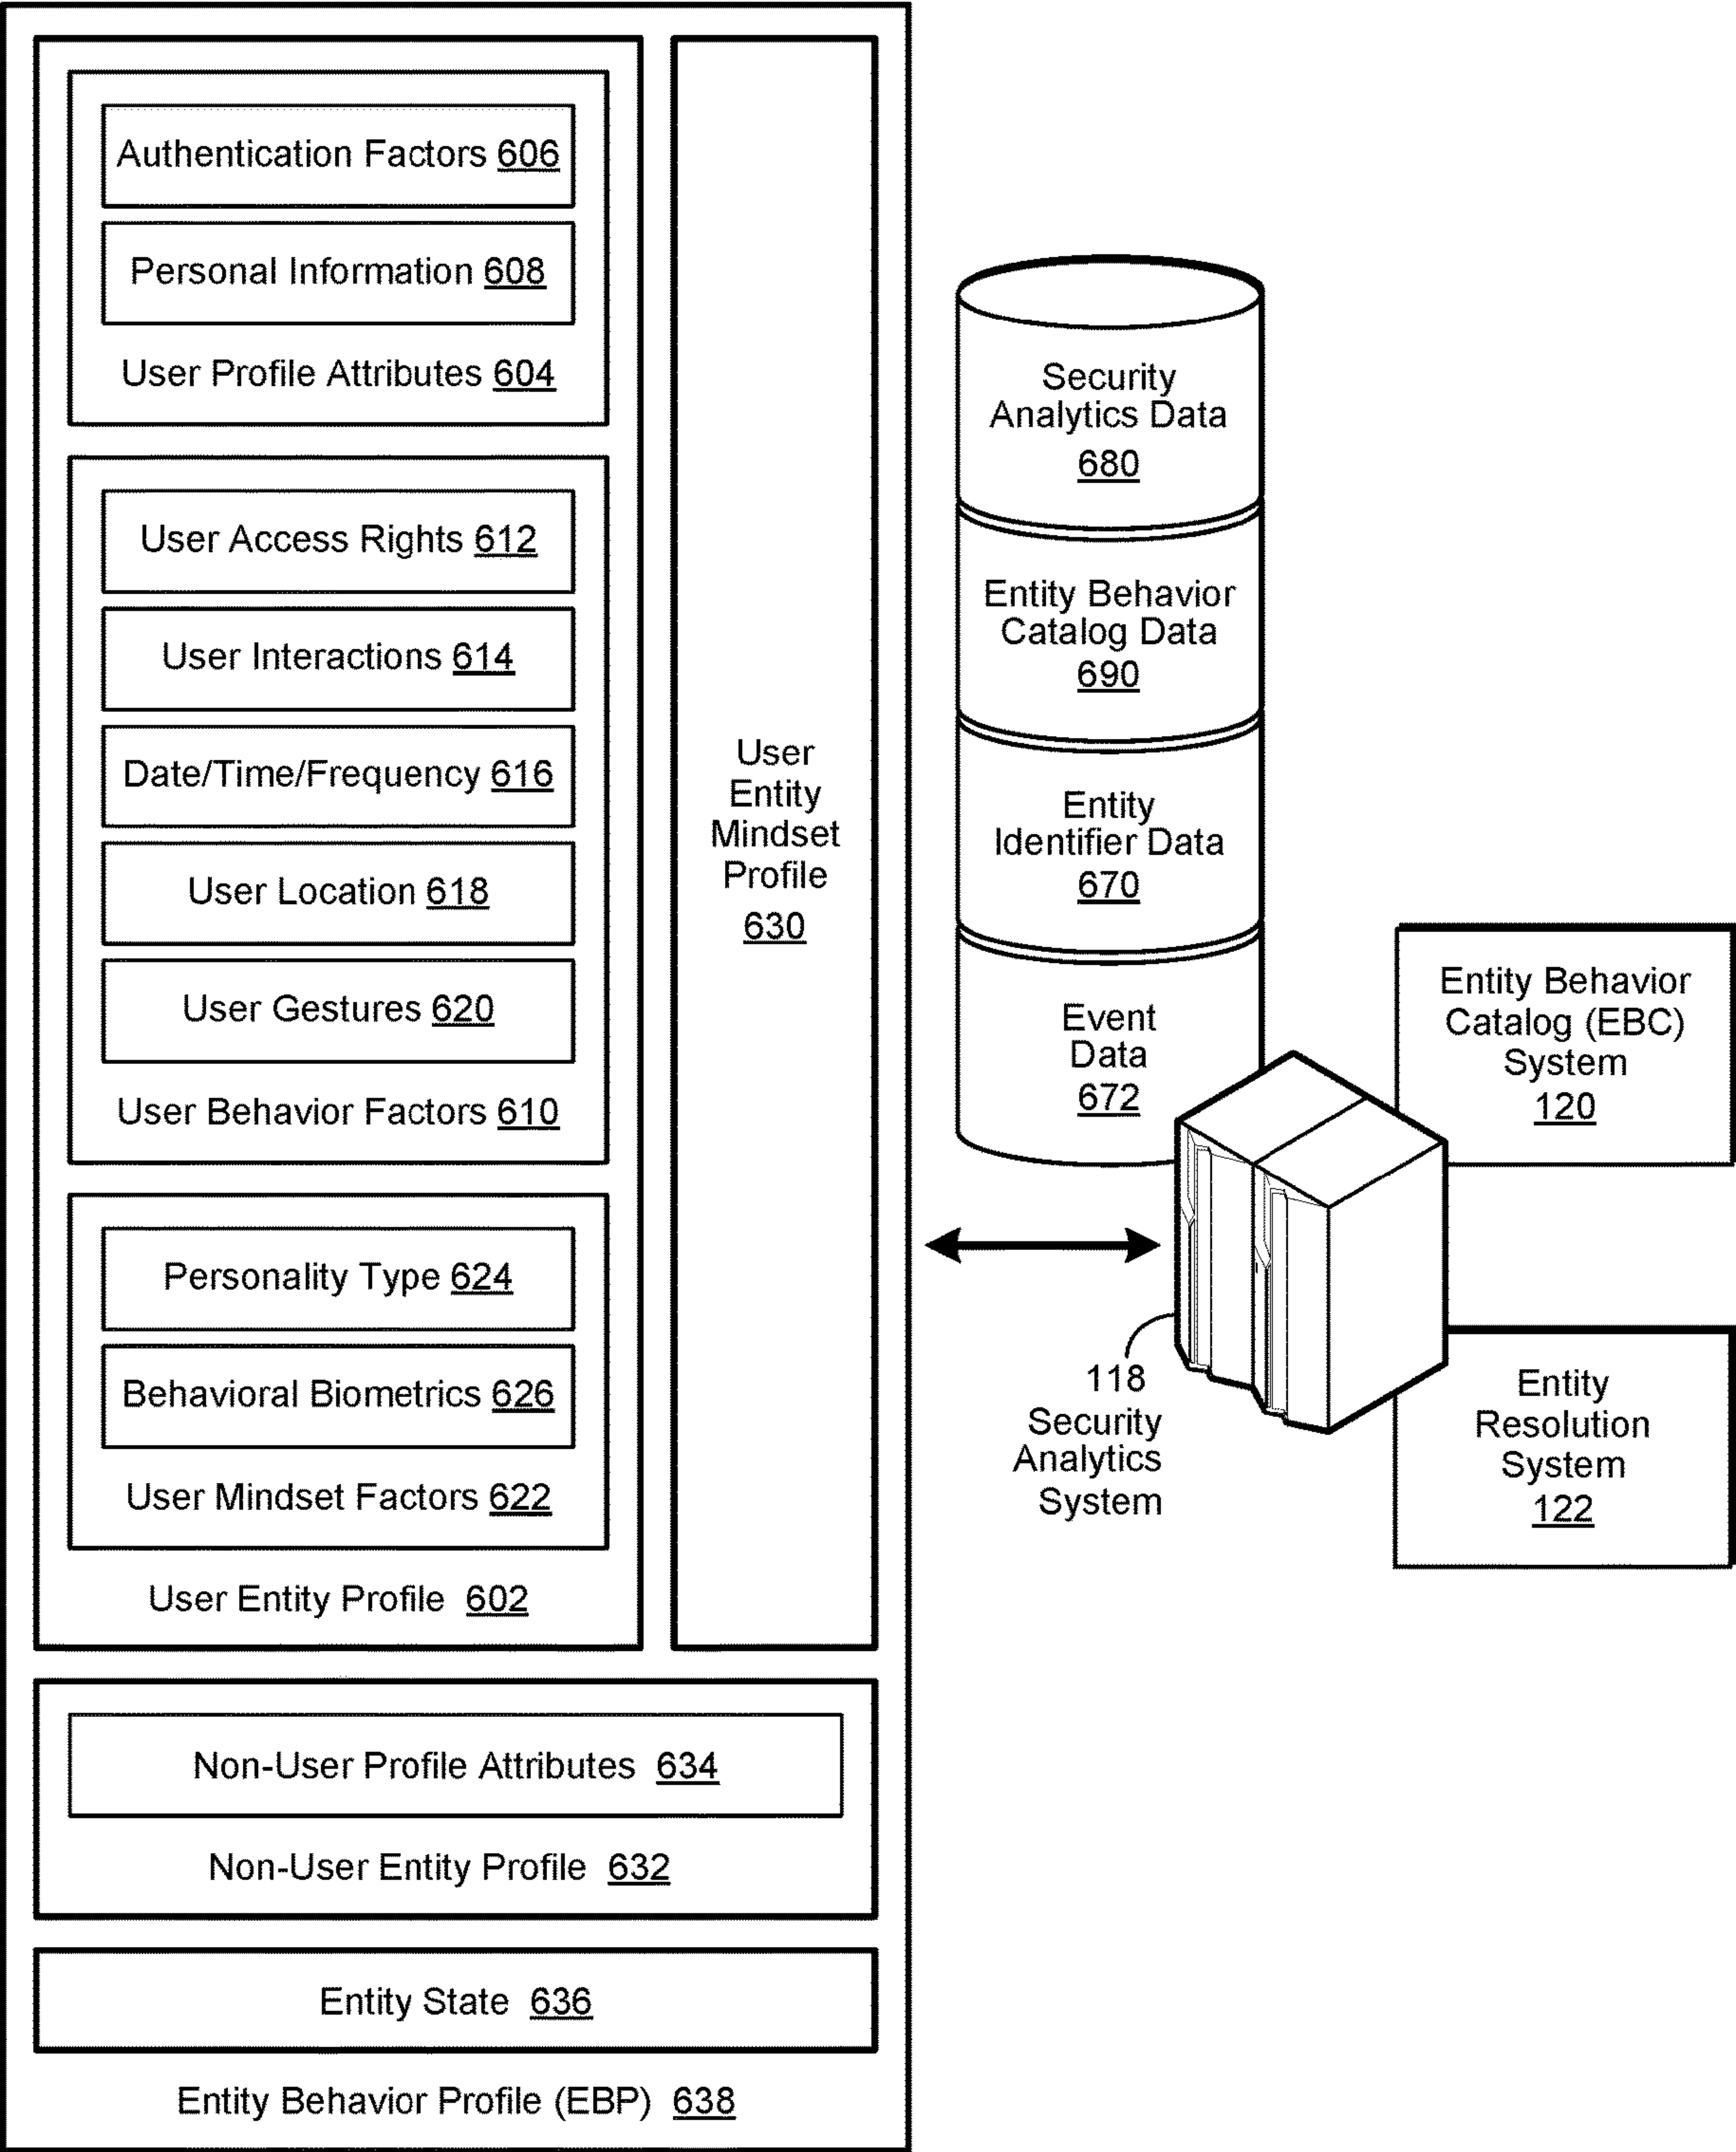 Authentication Factors 606
Personal Information 608
User Profile Attributes 604
User Access Rights 612
User Interactions 614
Date/Time/Frequency 616
User Location 618
User Gestures 620
User Behavior Factors 610
Personality Type 624
Behavioral Biometrics 626
User Mindset Factors 622
User Entity Profile 602
User
Entity
Mindset
Profile
630
Non-User Profile Attributes 634
Non-User Entity Profile 632
Entity State 636
Entity Behavior Profile (EBP) 638
Security
Analytics Data
680
Entity Behavior
Catalog Data
690
Entity
Identifier Data
670
Event
Data
672
Entity Behavior
Catalog (EBC)
System
120
118
Security
Analytics
System
Entity
Resolution
System
122